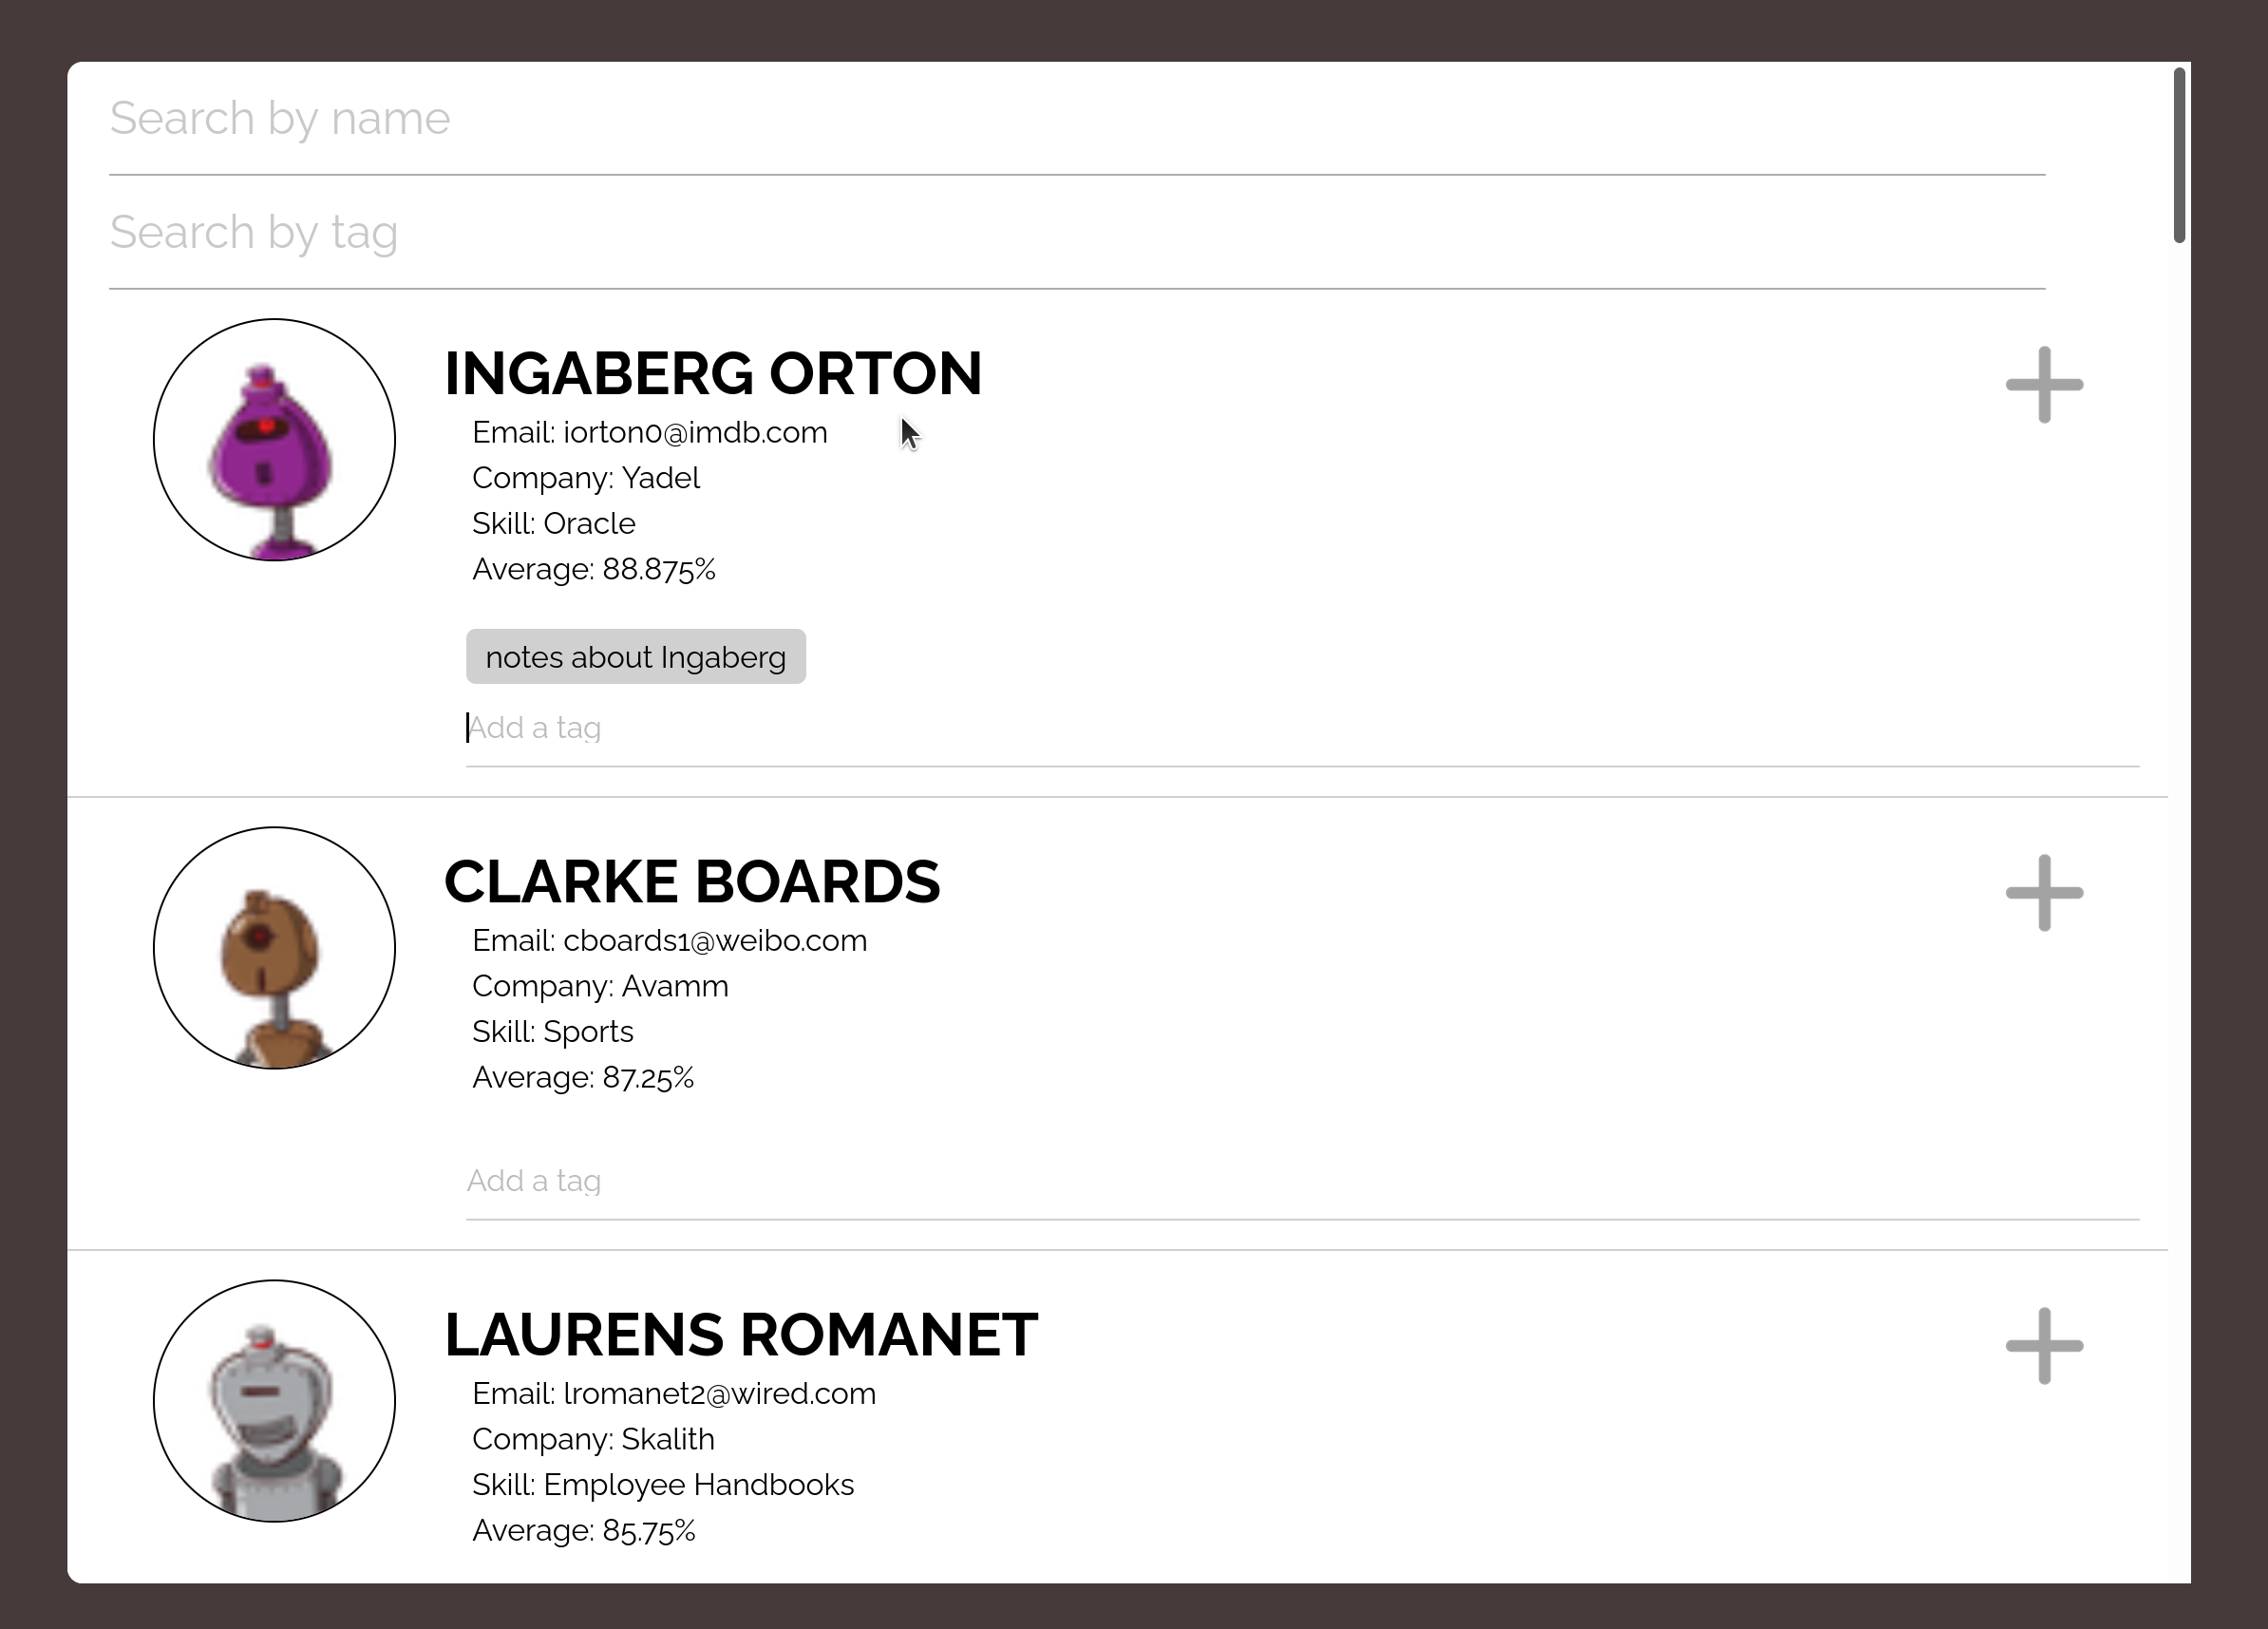 Search by name
Search by tag
INGABERG ORTON
Email: iorton0@imdb.com
Company: Yadel
Skill: Oracle
Average: 88.875%
notes about Ingaberg
Add a tag
CLARKE BOARDS
Email: cboards1@weibo.com
Company: Avamm
Skill: Sports
Average: 87.25%
Add a tag
LAURENS ROMANET
Email: lromanet2@wired.com
Company: Skalith
Skill: Employee Handbooks
Average: 85.75%